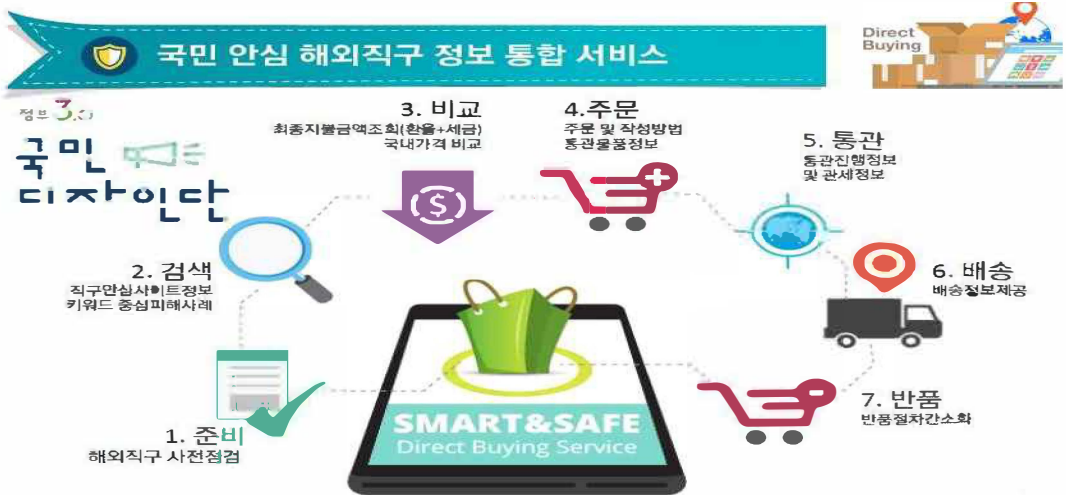 국민 안심 해외직구 정보 통합 서비스
Direct
Buying
정부 3.0
국민
디자인단
1. 준비
해외직구 사전점검
2. 검색
직구안심사이트정보
키워드 중심피해사례
3. 비교
최종지불금액조회(환율+세금)
국내가격 비교
4.주문
주문 및 작성방법
통관물품정보
5. 통관
통관진행정보
및 관세정보
6. 배송
배송정보제공
7. 반품
반품절차간소화
SMART&SAFE
Direct Buying Service